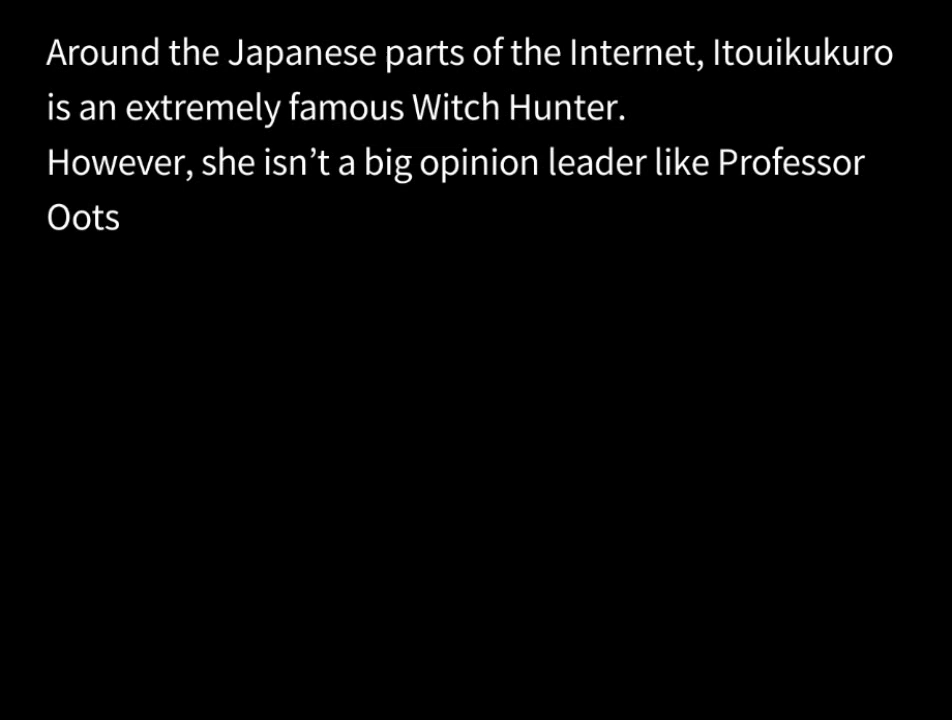 Around the Japanese parts of the Internet, Itouikukuro
is an extremely famous Witch Hunter.
However, she isn’t a big opinion leader like Professor
Oots